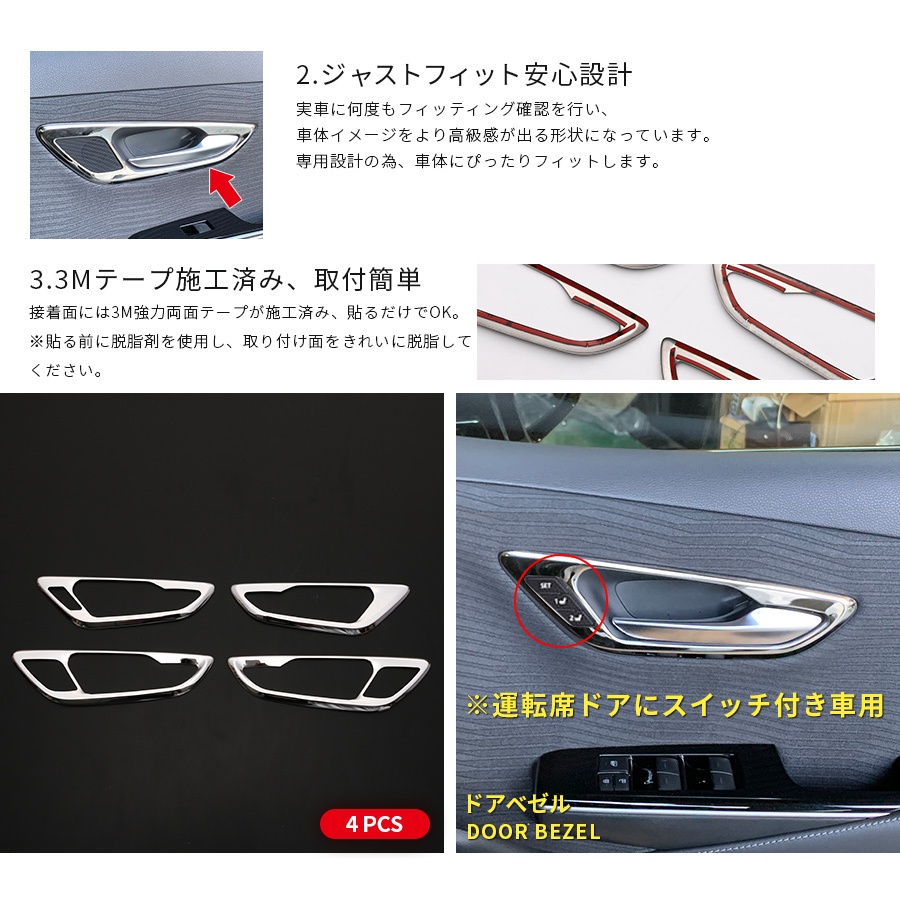 2.ジャストフィット安心設計
実車に何度もフィッティング確認を行い、
車体イメージをより高級感が出る形状になっています。
専用設計の為、車体にぴったりフィットします。
3.3Mテープ施工済み、取付簡単
接着面には3M強力両面テープが施工済み、貼るだけでOK。
※貼る前に脱脂剤を使用し、取り付け面をきれいに脱脂して
ください。
4 PCS
SET
1
2
※運転席ドアにスイッチ付き車用
ドアベゼル
DOOR BEZEL